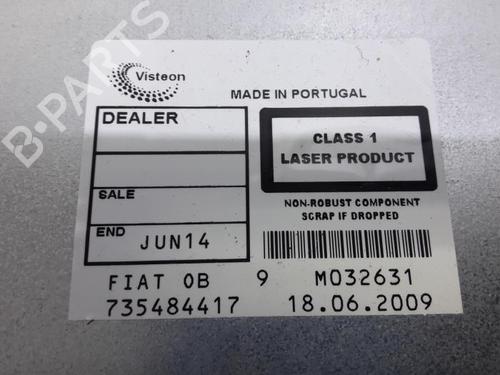 Visteon
MADE IN PORTUGAL
DEALER
CLASS 1
LASER PRODUCT
SALE
NON-ROBUST COMPONENT
SCRAP IF DROPPED
END JUN14
FIAT 0B 9 M032631
735484417 18.06.2009
B-PARTS